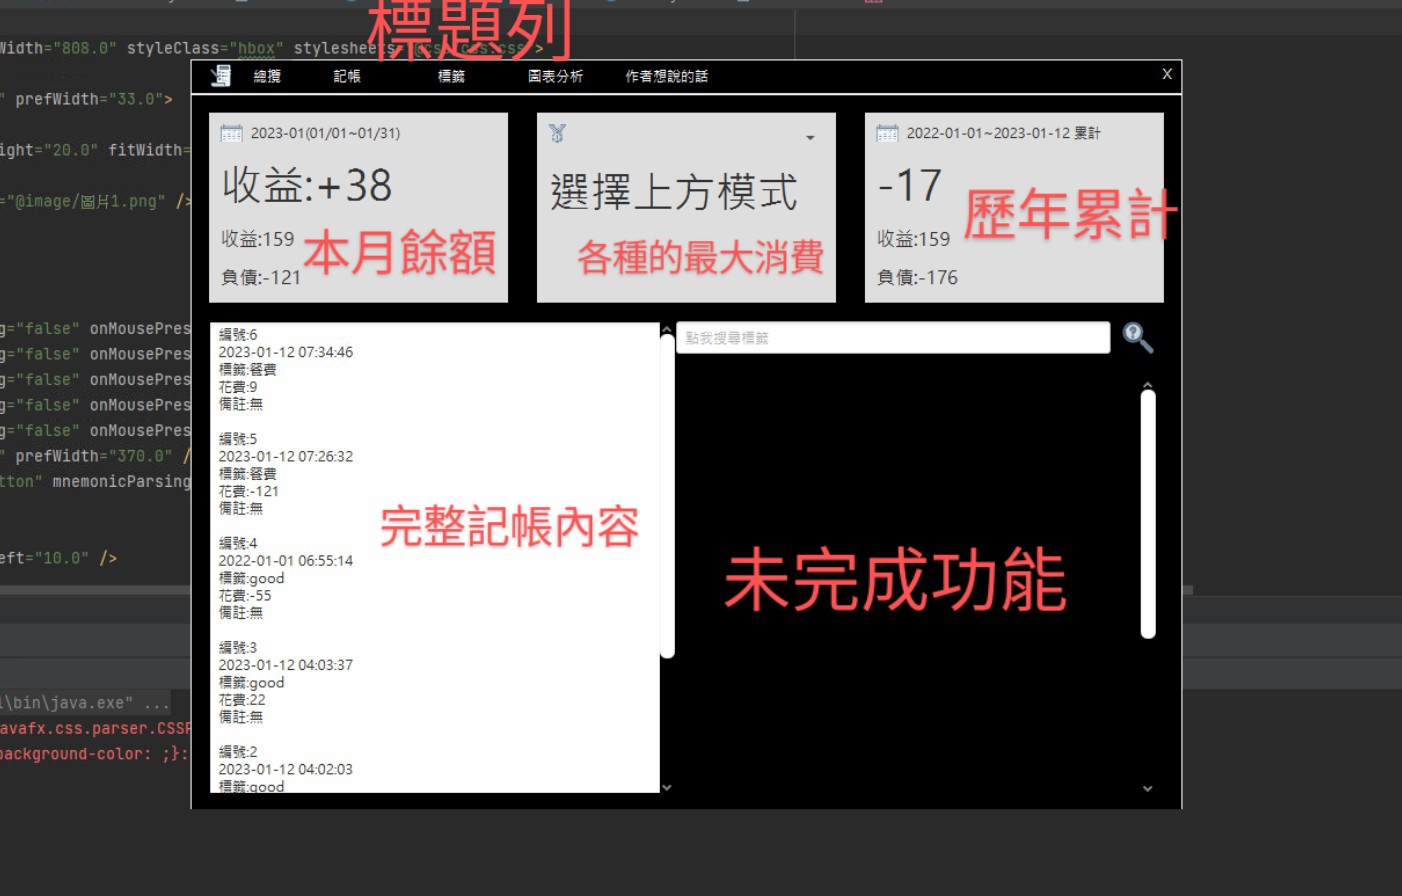 標題列
Width="808.0" styleClass="hbox" stylesheets="@css/css.css">
" prefWidth="33.0">
ight="20.0" fitWidth=
="@image/圖片1.png" />
g="false" onMousePres
g="false" onMousePres
g="false" onMousePres
g="false" onMousePres
g="false" onMousePres
" prefWidth="370.0" /
tton" mnemonicParsing
eft="10.0" />
\bin\java.exe" ...
avafx.css.parser.CSSP
background-color: ;}:
總攬 記帳 標籤 圖表分析 作者想說的話 X
2023-01(01/01~01/31)
收益:+38
收益:159
負債:-121
本月餘額
選擇上方模式
各種的最大消費
2022-01-01~2023-01-12 累計
-17
收益:159
負債:-176
歷年累計
編號:6
2023-01-12 07:34:46
標籤:餐費
花費:9
備註:無
編號:5
2023-01-12 07:26:32
標籤:餐費
花費:-121
備註:無
編號:4
2022-01-01 06:55:14
標籤:good
花費:-55
備註:無
編號:3
2023-01-12 04:03:37
標籤:good
花費:22
備註:無
編號:2
2023-01-12 04:02:03
標籤:good
完整記帳內容
點我搜尋標籤
未完成功能